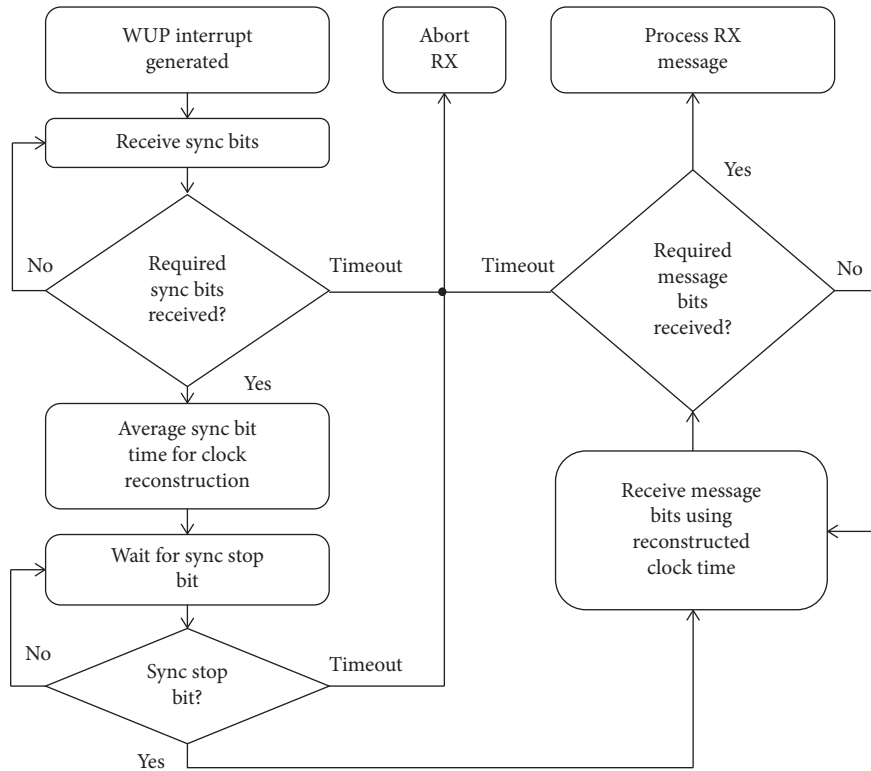 WUP interrupt
generated
Abort
RX
Process RX
message
Receive sync bits
Yes
No
Required
sync bits
received?
Timeout
Timeout
Required
message
bits
received?
No
Yes
Average sync bit
time for clock
reconstruction
Receive message
bits using
reconstructed
clock time
Wait for sync stop
bit
No
Sync stop
bit?
Timeout
Yes